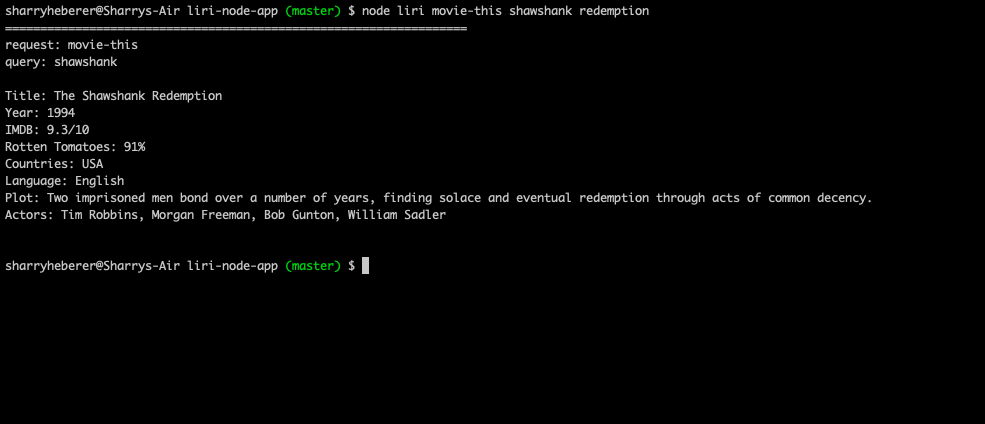 sharryheberer@Sharrys-Air liri-node-app (master) $ node liri movie-this shawshank redemption
==================================================================
request: movie-this
query: shawshank
Title: The Shawshank Redemption
Year: 1994
IMDB: 9.3/10
Rotten Tomatoes: 91%
Countries: USA
Language: English
Plot: Two imprisoned men bond over a number of years, finding solace and eventual redemption through acts of common decency.
Actors: Tim Robbins, Morgan Freeman, Bob Gunton, William Sadler
sharryheberer@Sharrys-Air liri-node-app (master) $